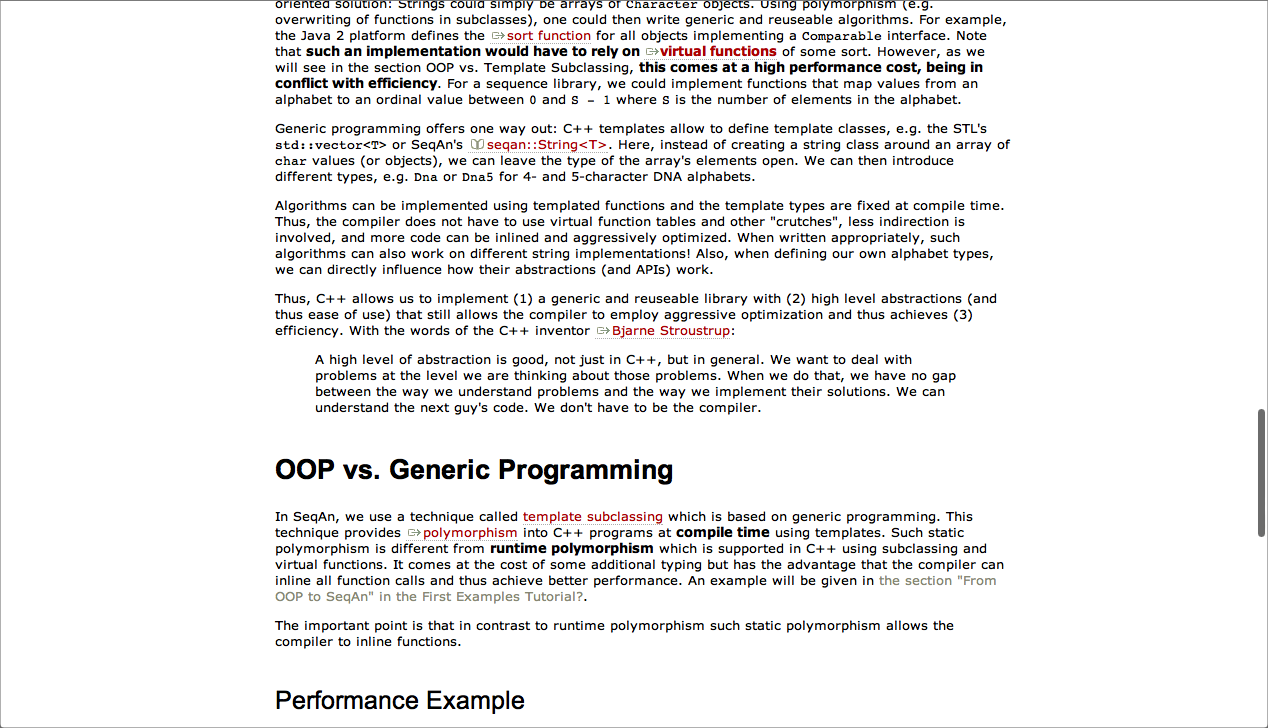 oriented solution: Strings could simply be arrays of Character objects. Using polymorphism (e.g.
overwriting of functions in subclasses), one could then write generic and reuseable algorithms. For example,
the Java 2 platform defines the sort function for all objects implementing a Comparable interface. Note
that such an implementation would have to rely on virtual functions of some sort. However, as we
will see in the section OOP vs. Template Subclassing, this comes at a high performance cost, being in
conflict with efficiency. For a sequence library, we could implement functions that map values from an
alphabet to an ordinal value between 0 and S - 1 where S is the number of elements in the alphabet.
Generic programming offers one way out: C++ templates allow to define template classes, e.g. the STL's
std::vector<T> or SeqAn's seqan::String<T>. Here, instead of creating a string class around an array of
char values (or objects), we can leave the type of the array's elements open. We can then introduce
different types, e.g. Dna or Dna5 for 4- and 5-character DNA alphabets.
Algorithms can be implemented using templated functions and the template types are fixed at compile time.
Thus, the compiler does not have to use virtual function tables and other "crutches", less indirection is
involved, and more code can be inlined and aggressively optimized. When written appropriately, such
algorithms can also work on different string implementations! Also, when defining our own alphabet types,
we can directly influence how their abstractions (and APIs) work.
Thus, C++ allows us to implement (1) a generic and reuseable library with (2) high level abstractions (and
thus ease of use) that still allows the compiler to employ aggressive optimization and thus achieves (3)
efficiency. With the words of the C++ inventor Bjarne Stroustrup:
A high level of abstraction is good, not just in C++, but in general. We want to deal with
problems at the level we are thinking about those problems. When we do that, we have no gap
between the way we understand problems and the way we implement their solutions. We can
understand the next guy's code. We don't have to be the compiler.
OOP vs. Generic Programming
In SeqAn, we use a technique called template subclassing which is based on generic programming. This
technique provides polymorphism into C++ programs at compile time using templates. Such static
polymorphism is different from runtime polymorphism which is supported in C++ using subclassing and
virtual functions. It comes at the cost of some additional typing but has the advantage that the compiler can
inline all function calls and thus achieve better performance. An example will be given in the section "From
OOP to SeqAn" in the First Examples Tutorial?.
The important point is that in contrast to runtime polymorphism such static polymorphism allows the
compiler to inline functions.
Performance Example